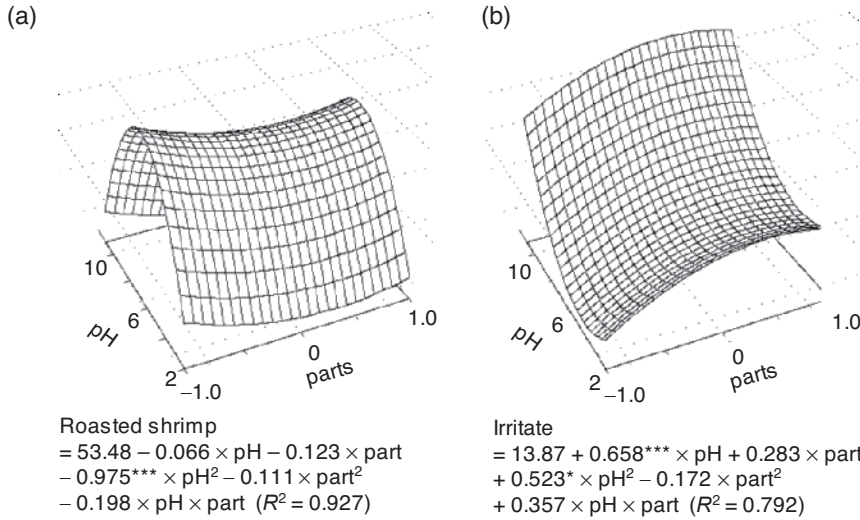 (a)
10
6
pH
2
−1.0
0
parts
1.0
Roasted shrimp
= 53.48 − 0.066 × pH − 0.123 × part
− 0.975*** × pH² − 0.111 × part²
− 0.198 × pH × part (R² = 0.927)
(b)
10
6
pH
2
−1.0
0
parts
1.0
Irritate
= 13.87 + 0.658*** × pH + 0.283 × part
+ 0.523* × pH² − 0.172 × part²
+ 0.357 × pH × part (R² = 0.792)